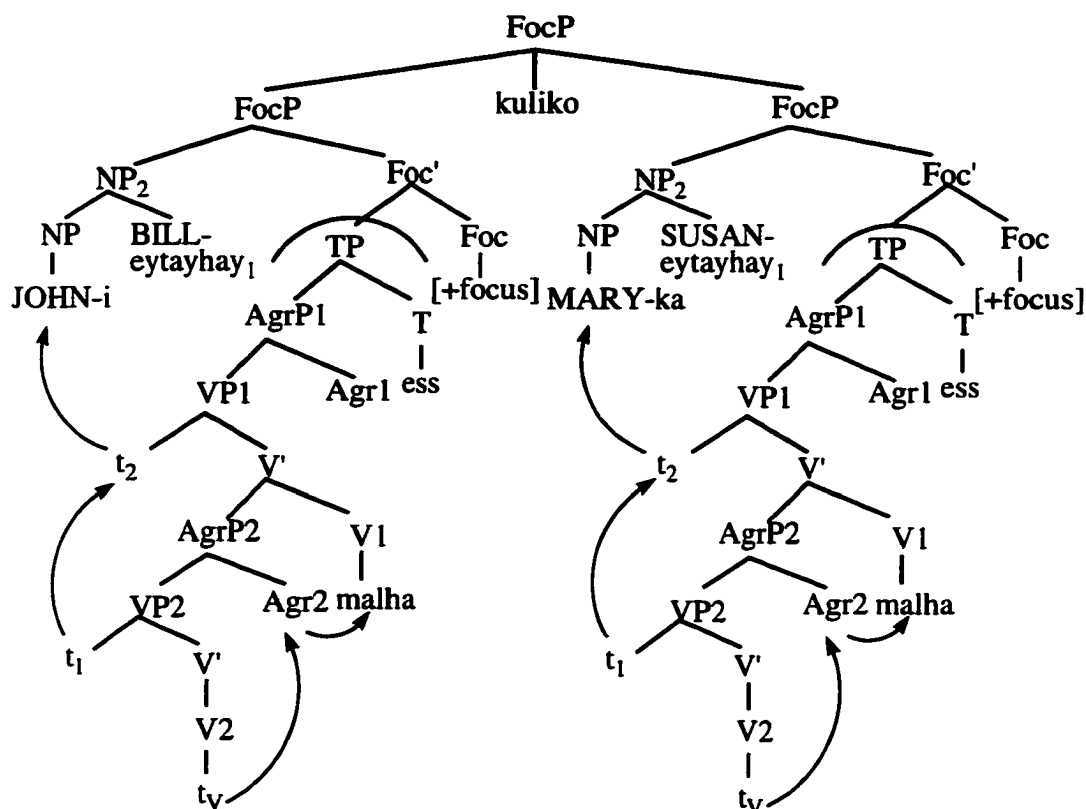 FocP
FocP kuliko FocP
NP2 Foc' NP2 Foc'
NP BILL- TP Foc NP SUSAN- TP Foc
eytayhay1 eytayhay1
JOHN-i AgrP1 T [+focus] MARY-ka AgrP1 T [+focus]
VP1 Agr1 ess VP1 Agr1 ess
t2 V' t2 V'
AgrP2 V1 AgrP2 V1
VP2 Agr2 malha VP2 Agr2 malha
t1 V' t1 V'
V2 V2
tV tV